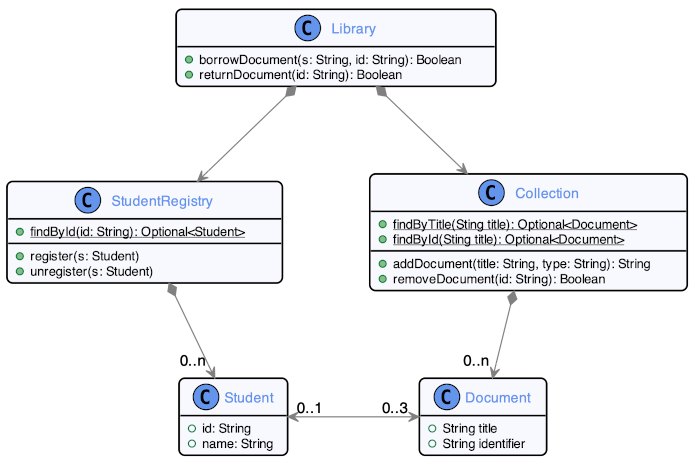 C Library
borrowDocument(s: String, id: String): Boolean
returnDocument(id: String): Boolean
C StudentRegistry
findById(id: String): Optional<Student>
register(s: Student)
unregister(s: Student)
C Collection
findByTitle(Sting title): Optional<Document>
findById(Sting title): Optional<Document>
addDocument(title: String, type: String): String
removeDocument(id: String): Boolean
0..n
0..n
C Student
id: String
name: String
0..1
0..3
C Document
String title
String identifier